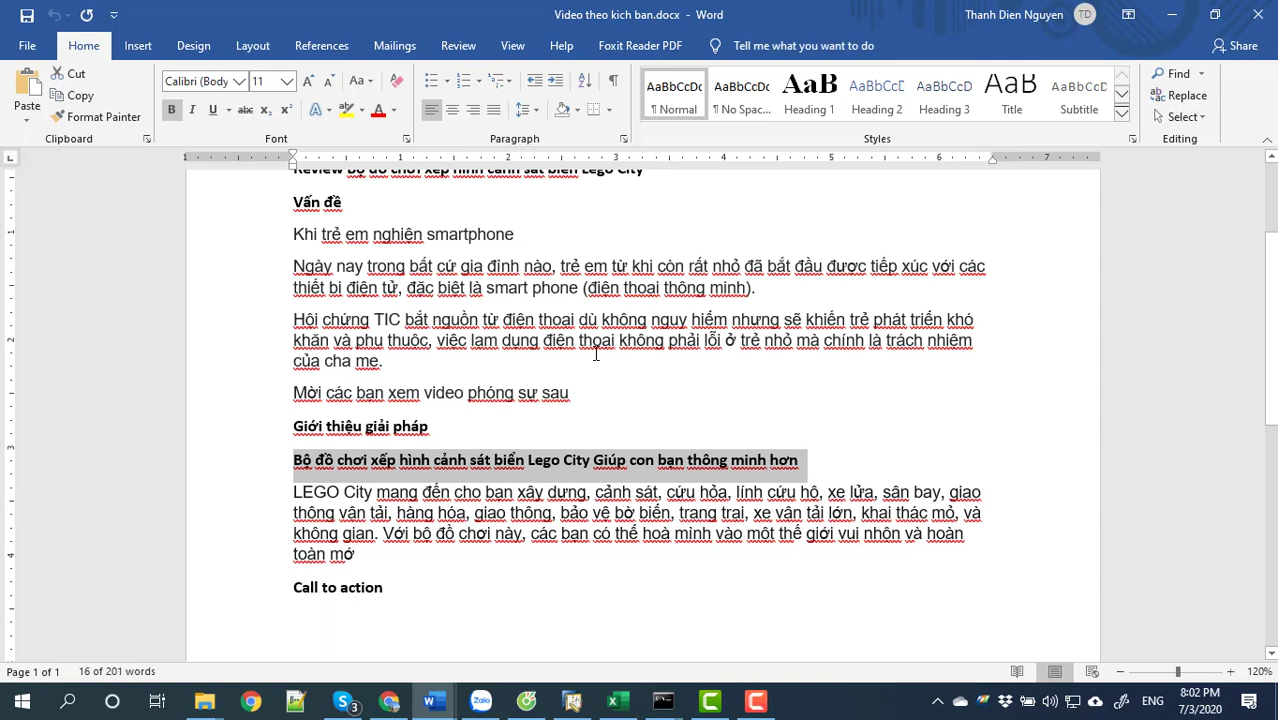 Video theo kich ban.docx - Word
Thanh Dien Nguyen
TD
File
Home
Insert
Design
Layout
References
Mailings
Review
View
Help
Foxit Reader PDF
Tell me what you want to do
Share
Paste
Cut
Copy
Format Painter
Clipboard
Calibri (Body
11
Font
Paragraph
AaBbCcDc
¶ Normal
AaBbCcDc
¶ No Spac...
AaB
Heading 1
AaBbCcD
Heading 2
AaBbCcD
Heading 3
AaB
Title
AaBbCcD
Subtitle
Styles
Find
Replace
Select
Editing
Review Bộ đồ chơi xếp hình cảnh sát biển Lego City
Vấn đề
Khi trẻ em nghiện smartphone
Ngày nay trong bất cứ gia đình nào, trẻ em từ khi còn rất nhỏ đã bắt đầu được tiếp xúc với các
thiết bị điện tử, đặc biệt là smart phone (điện thoại thông minh).
Hội chứng TIC bắt nguồn từ điện thoại dù không nguy hiểm nhưng sẽ khiến trẻ phát triển khó
khăn và phụ thuộc, việc lạm dụng điện thoại không phải lỗi ở trẻ nhỏ mà chính là trách nhiệm
của cha mẹ.
Mời các bạn xem video phóng sự sau
Giới thiệu giải pháp
Bộ đồ chơi xếp hình cảnh sát biển Lego City Giúp con bạn thông minh hơn
LEGO City mang đến cho bạn xây dựng, cảnh sát, cứu hỏa, lính cứu hộ, xe lửa, sân bay, giao
thông vận tải, hàng hóa, giao thông, bảo vệ bờ biển, trang trại, xe vận tải lớn, khai thác mỏ, và
không gian. Với bộ đồ chơi này, các bạn có thể hoà mình vào một thế giới vui nhộn và hoàn
toàn mớ
Call to action
Page 1 of 1
16 of 201 words
120%
3
ENG
8:02 PM
7/3/2020